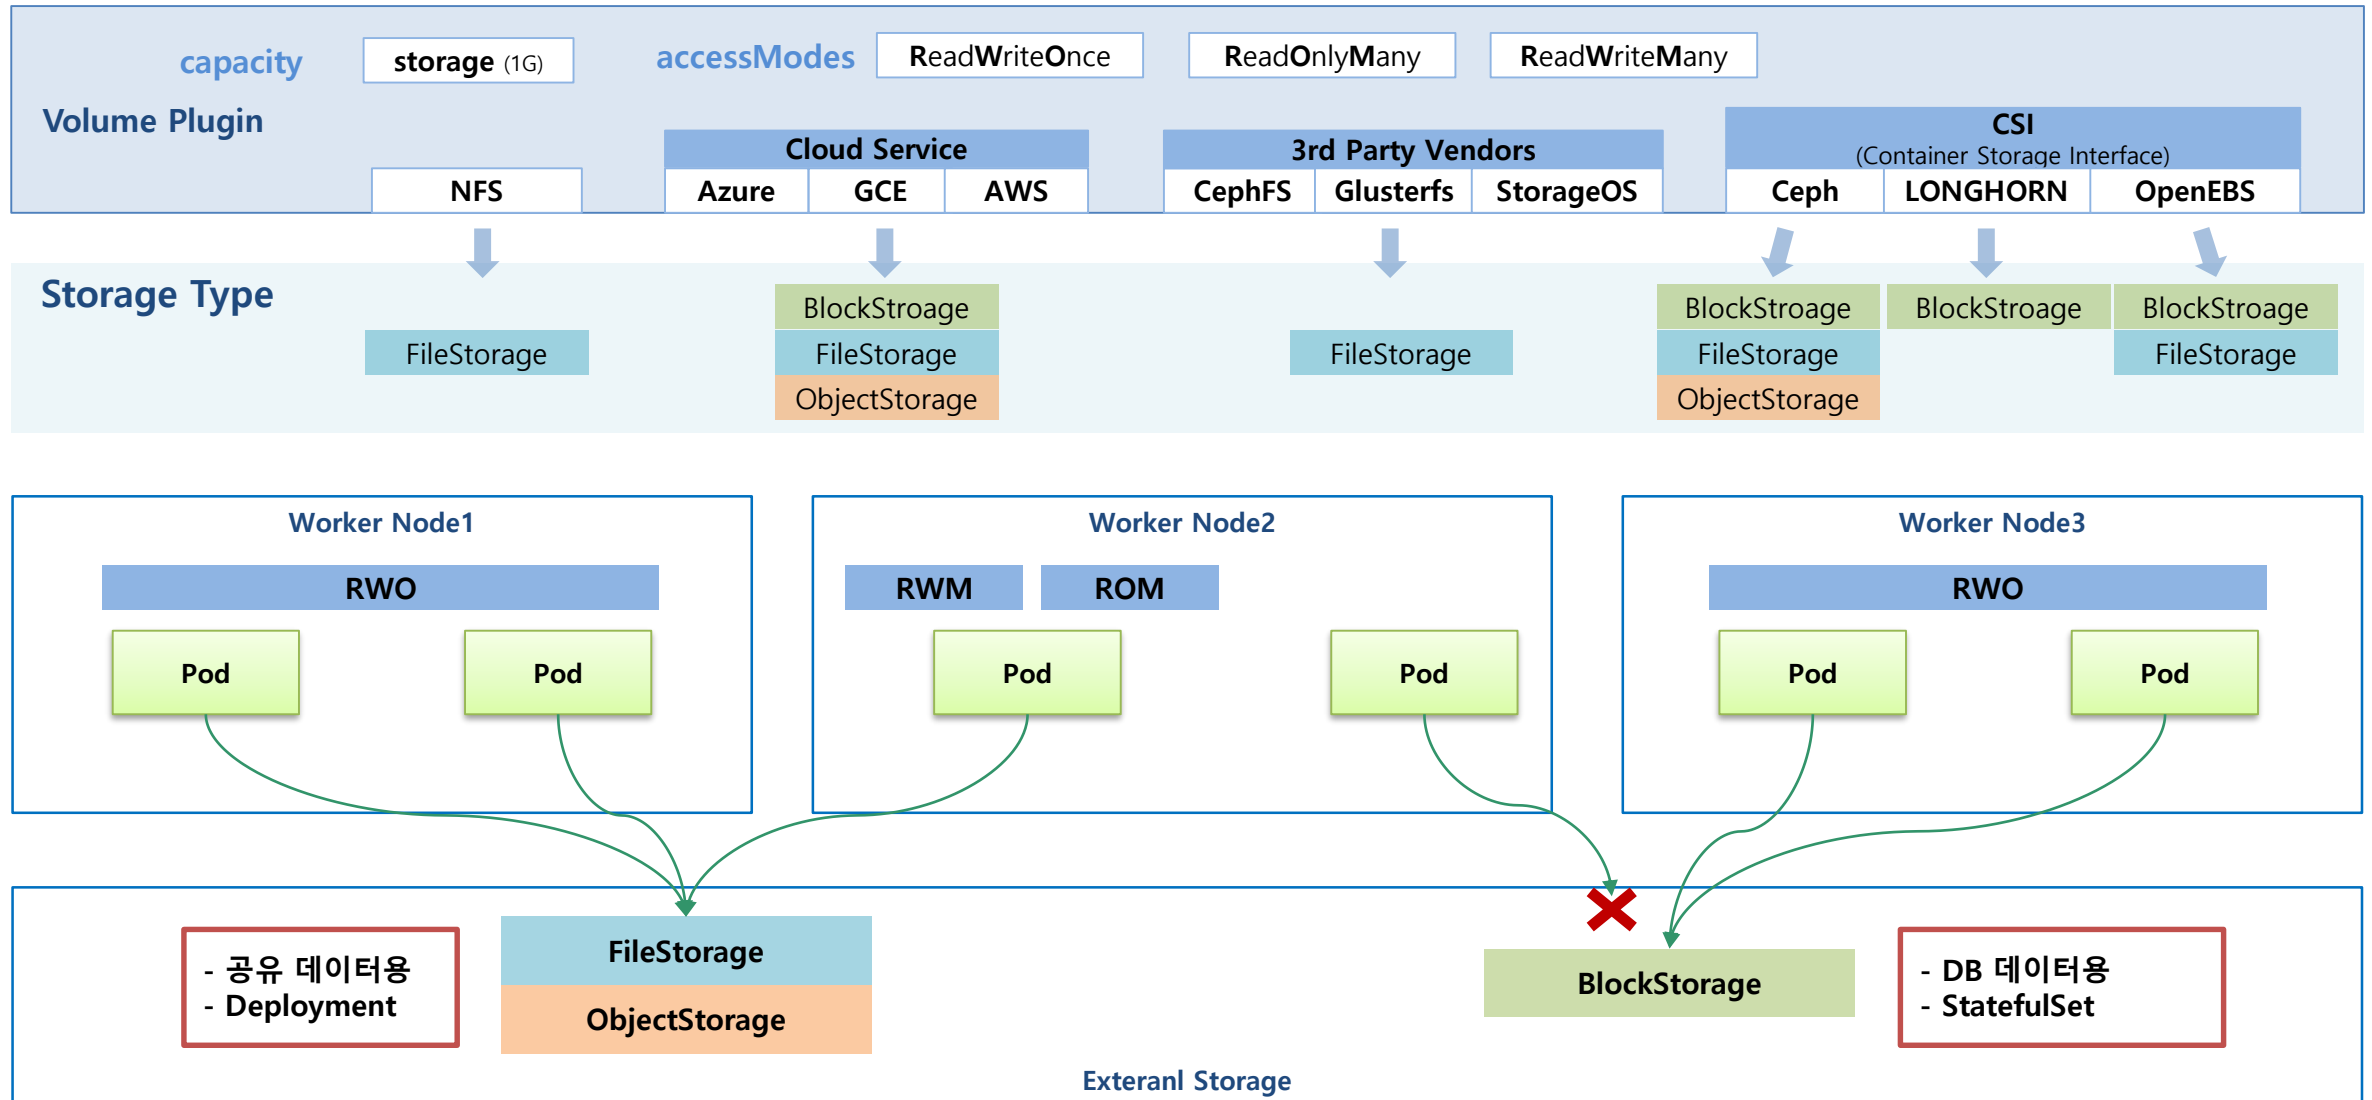 capacity
storage (1G)
accessModes
ReadWriteOnce
ReadOnlyMany
ReadWriteMany
Volume Plugin
NFS
Cloud Service
Azure
GCE
AWS
3rd Party Vendors
CephFS
Glusterfs
StorageOS
CSI
(Container Storage Interface)
Ceph
LONGHORN
OpenEBS
Storage Type
FileStorage
BlockStroage
FileStorage
ObjectStorage
FileStorage
BlockStroage
FileStorage
ObjectStorage
BlockStroage
BlockStroage
FileStorage
Worker Node1
RWO
Pod
Pod
Worker Node2
RWM
ROM
Pod
Pod
Worker Node3
RWO
Pod
Pod
- 공유 데이터용
- Deployment
FileStorage
ObjectStorage
BlockStorage
- DB 데이터용
- StatefulSet
Exteranl Storage